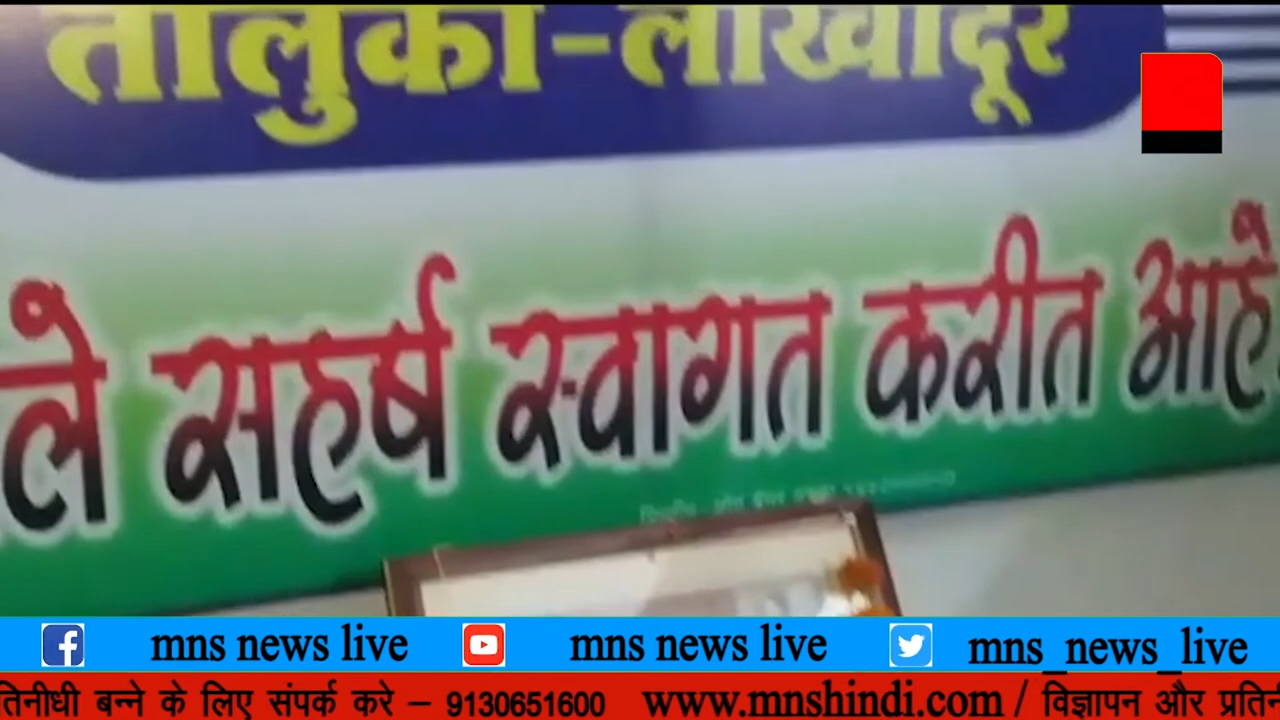 तालुका-लाखांदूर
ले सहर्ष स्वागत करीत आहे.
mns news live mns news live mns_news_live
तिनीधी बन्ने के लिए संपर्क करे – 9130651600 www.mnshindi.com / विज्ञापन और प्रतिन